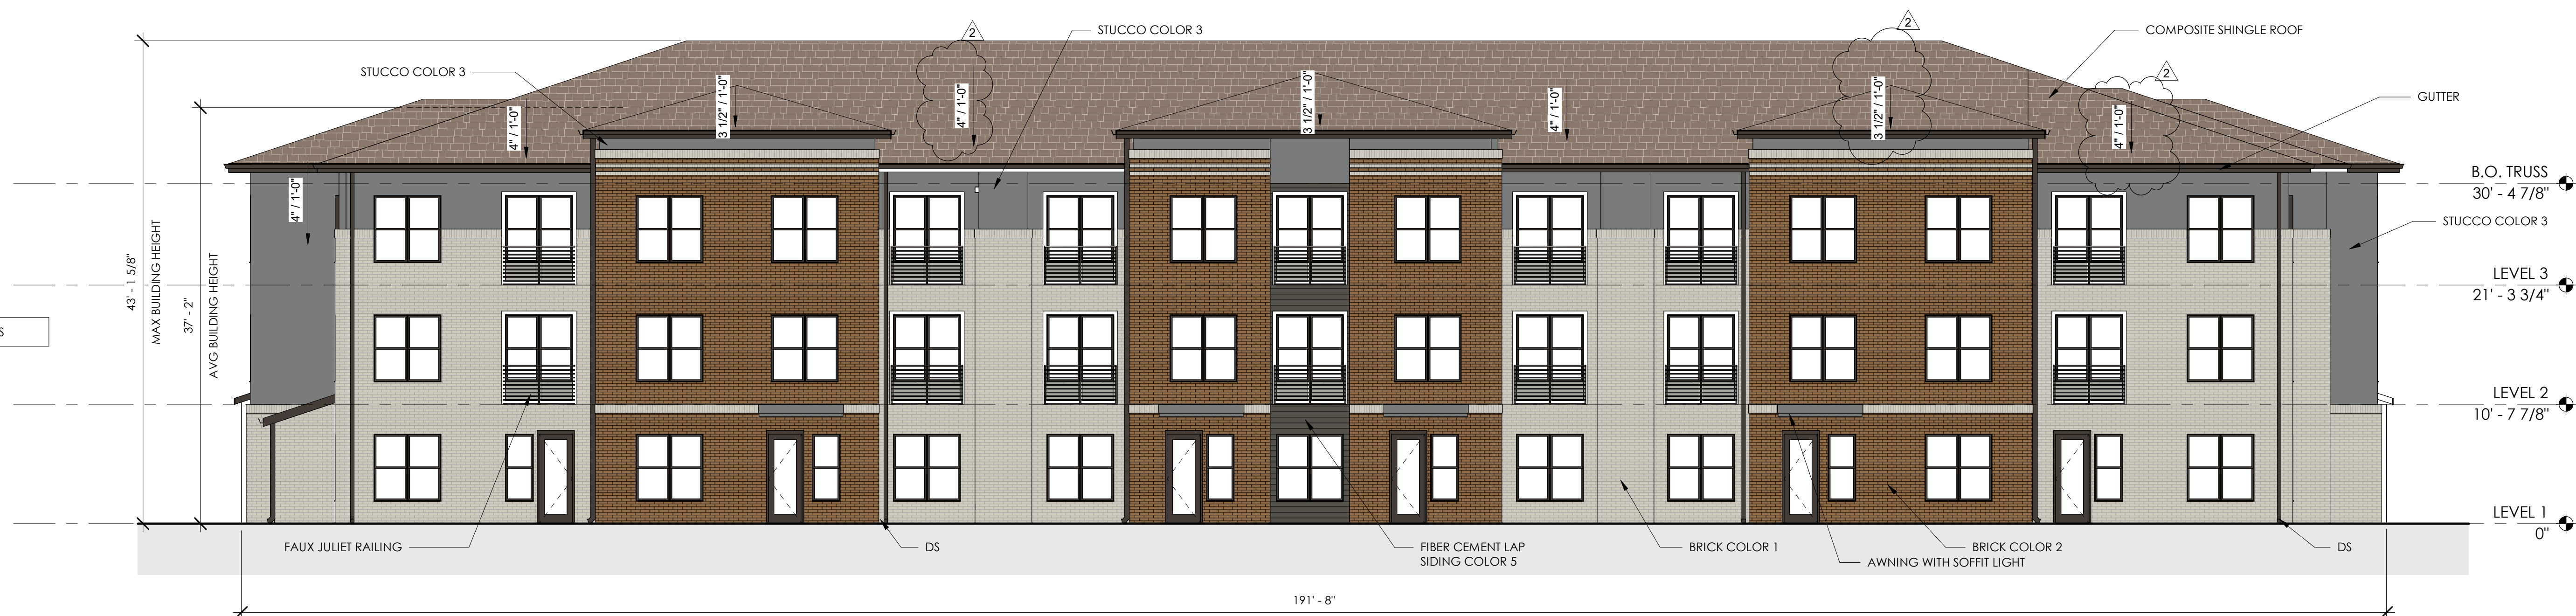 2
2
2
STUCCO COLOR 3
COMPOSITE SHINGLE ROOF
STUCCO COLOR 3
GUTTER
4" / 1'-0"
4" / 1'-0"
3 1/2" / 1'-0"
4" / 1'-0"
3 1/2" / 1'-0"
4" / 1'-0"
3 1/2" / 1'-0"
4" / 1'-0"
B.O. TRUSS
30' - 4 7/8"
STUCCO COLOR 3
43' - 1 5/8"
MAX BUILDING HEIGHT
37' - 2"
AVG BUILDING HEIGHT
LEVEL 3
21' - 3 3/4"
S
LEVEL 2
10' - 7 7/8"
LEVEL 1
0"
FAUX JULIET RAILING
DS
FIBER CEMENT LAP
SIDING COLOR 5
BRICK COLOR 1
BRICK COLOR 2
AWNING WITH SOFFIT LIGHT
DS
191' - 8"